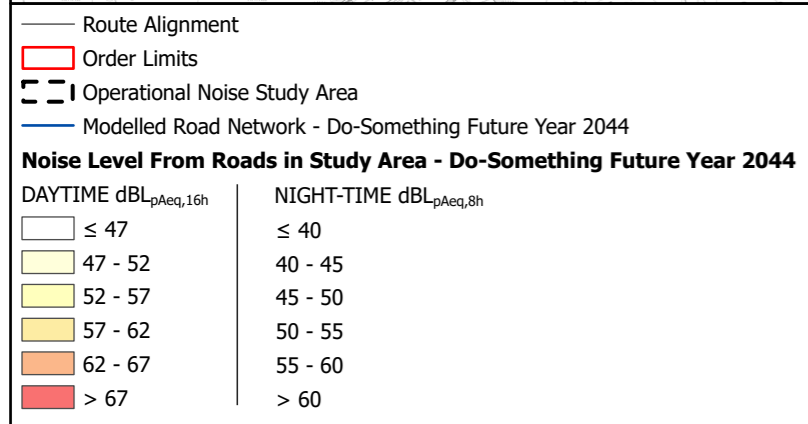 Route Alignment
Order Limits
Operational Noise Study Area
Modelled Road Network - Do-Something Future Year 2044
Noise Level From Roads in Study Area - Do-Something Future Year 2044
DAYTIME dBLpAeq,16h NIGHT-TIME dBLpAeq,8h
≤ 47 ≤ 40
47 - 52 40 - 45
52 - 57 45 - 50
57 - 62 50 - 55
62 - 67 55 - 60
> 67 > 60